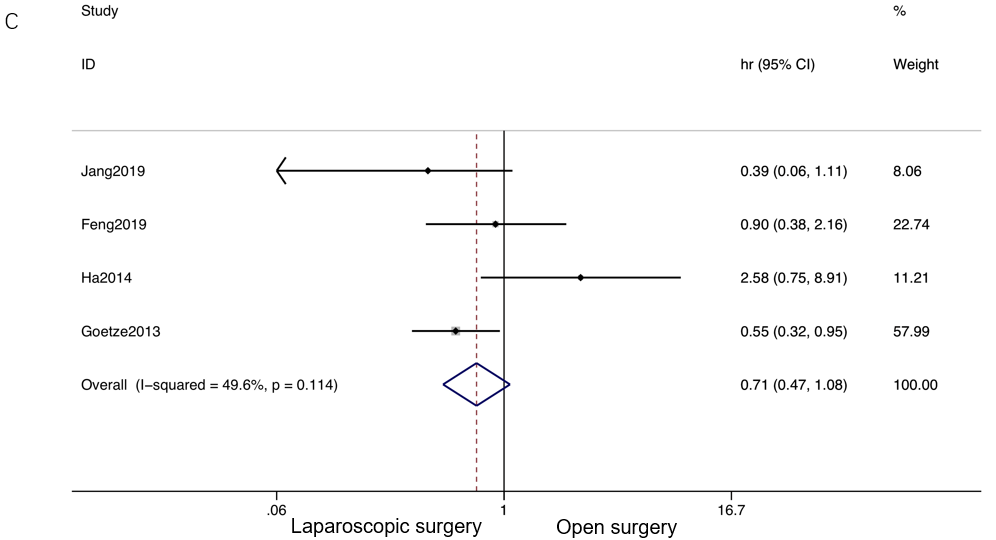 C
Study %
ID hr (95% CI) Weight
Jang2019 0.39 (0.06, 1.11) 8.06
Feng2019 0.90 (0.38, 2.16) 22.74
Ha2014 2.58 (0.75, 8.91) 11.21
Goetze2013 0.55 (0.32, 0.95) 57.99
Overall (I−squared = 49.6%, p = 0.114) 0.71 (0.47, 1.08) 100.00
.06 1 16.7
Laparoscopic surgery Open surgery